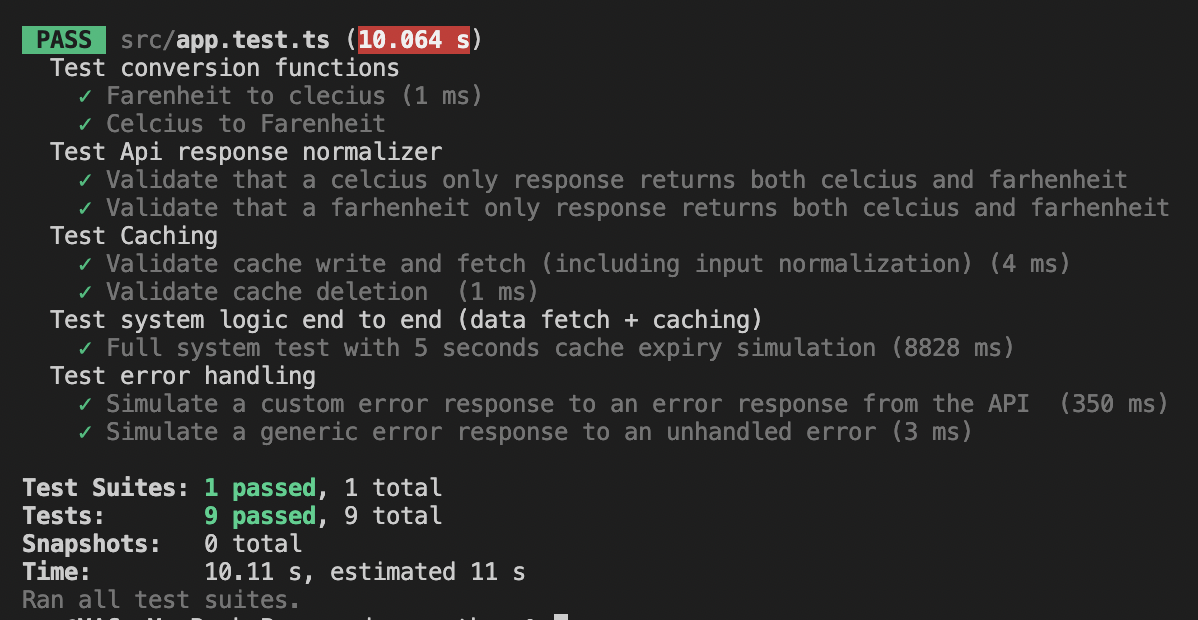 PASS src/app.test.ts (10.064 s)
Test conversion functions
✓ Farenheit to clecius (1 ms)
✓ Celcius to Farenheit
Test Api response normalizer
✓ Validate that a celcius only response returns both celcius and farhenheit
✓ Validate that a farhenheit only response returns both celcius and farhenheit
Test Caching
✓ Validate cache write and fetch (including input normalization) (4 ms)
✓ Validate cache deletion  (1 ms)
Test system logic end to end (data fetch + caching)
✓ Full system test with 5 seconds cache expiry simulation (8828 ms)
Test error handling
✓ Simulate a custom error response to an error response from the API  (350 ms)
✓ Simulate a generic error response to an unhandled error (3 ms)
Test Suites: 1 passed, 1 total
Tests:       9 passed, 9 total
Snapshots:   0 total
Time:        10.11 s, estimated 11 s
Ran all test suites.